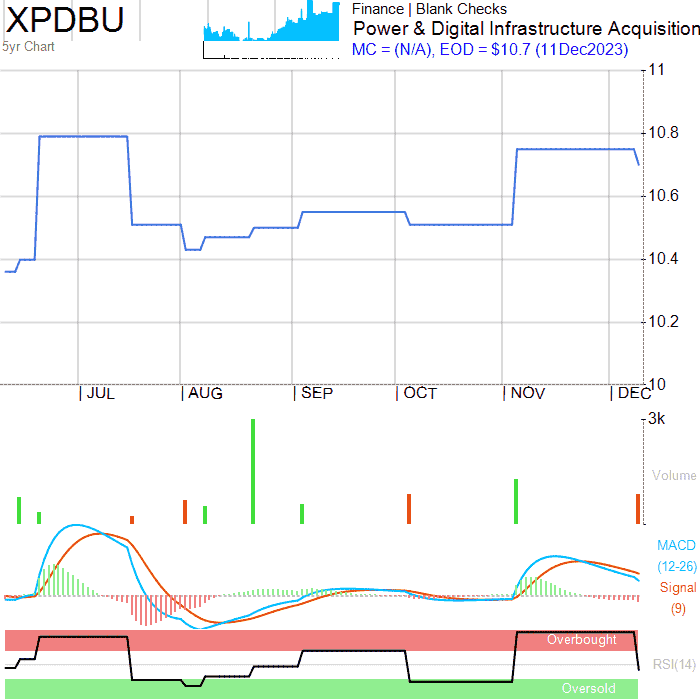 XPDBU
5yr Chart
Finance | Blank Checks
Power & Digital Infrastructure Acquisition
MC = (N/A), EOD = $10.7 (11Dec2023)
11
10.8
10.6
10.4
10.2
10
JUL
AUG
SEP
OCT
NOV
DEC
3k
Volume
MACD
(12-26)
Signal
(9)
Overbought
RSI(14)
Oversold